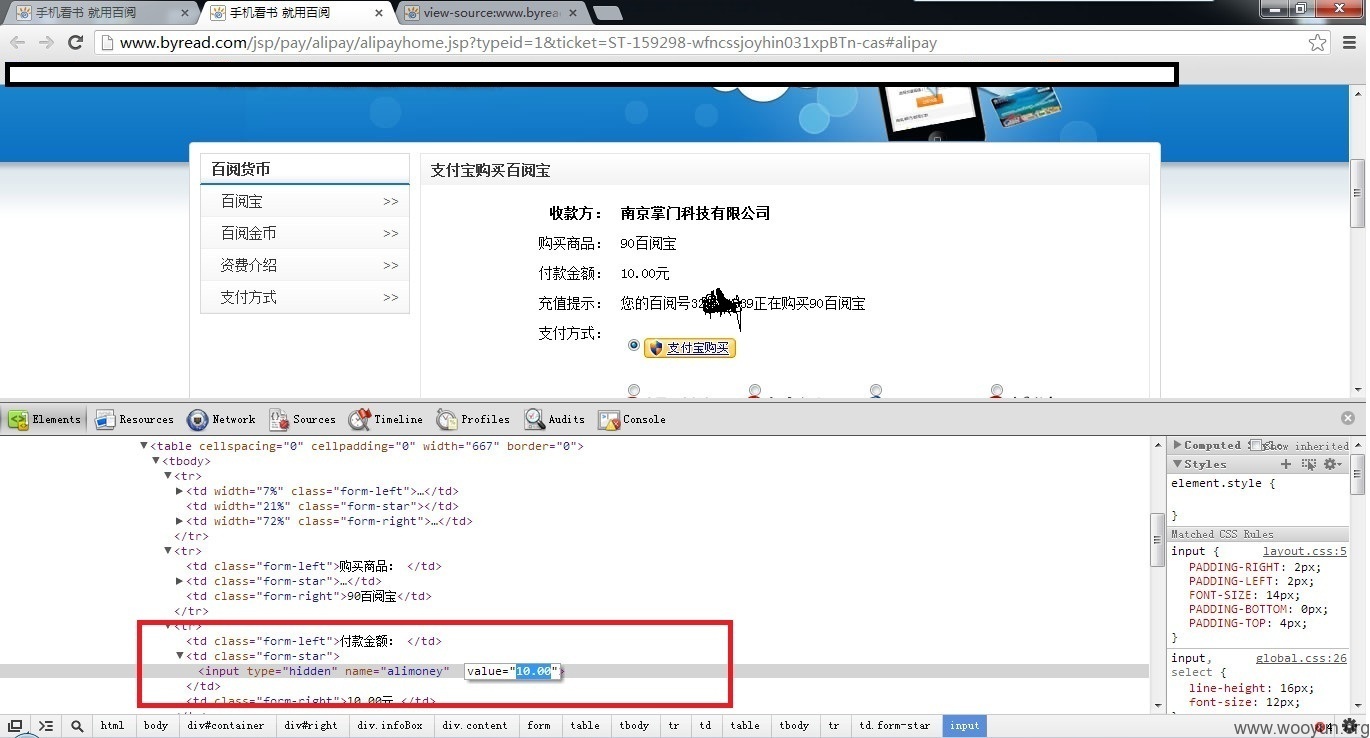 手机看书 就用百阅
手机看书 就用百阅
view-source:www.byrea
www.byread.com/jsp/pay/alipay/alipayhome.jsp?typeid=1&ticket=ST-159298-wfncssjoyhin031xpBTn-cas#alipay
百阅货币
百阅宝 >>
百阅金币 >>
资费介绍 >>
支付方式 >>
支付宝购买百阅宝
收款方： 南京掌门科技有限公司
购买商品： 90百阅宝
付款金额： 10.00元
充值提示： 您的百阅号32 39正在购买90百阅宝
支付方式：
支付宝购买
Elements Resources Network Sources Timeline Profiles Audits Console
▼<table cellspacing="0" cellpadding="0" width="667" border="0">
▼<tbody>
▼<tr>
▶<td width="7%" class="form-left">…</td>
<td width="21%" class="form-star"></td>
▶<td width="72%" class="form-right">…</td>
</tr>
▼<tr>
<td class="form-left">购买商品： </td>
▶<td class="form-star">…</td>
<td class="form-right">90百阅宝</td>
</tr>
▼<tr>
<td class="form-left">付款金额： </td>
▼<td class="form-star">
<input type="hidden" name="alimoney" value="10.00">
</td>
<td class="form-right">10.00元 </td>
▶Computed Style Show inherited
▼Styles
element.style {
}
Matched CSS Rules
input { layout.css:5
PADDING-RIGHT: 2px;
PADDING-LEFT: 2px;
FONT-SIZE: 14px;
PADDING-BOTTOM: 0px;
PADDING-TOP: 4px;
}
input, global.css:26
select {
line-height: 16px;
font-size: 12px;
html body div#container div#right div.infoBox div.content form table tbody tr td table tbody tr td.form-star input
www.wooyun.org